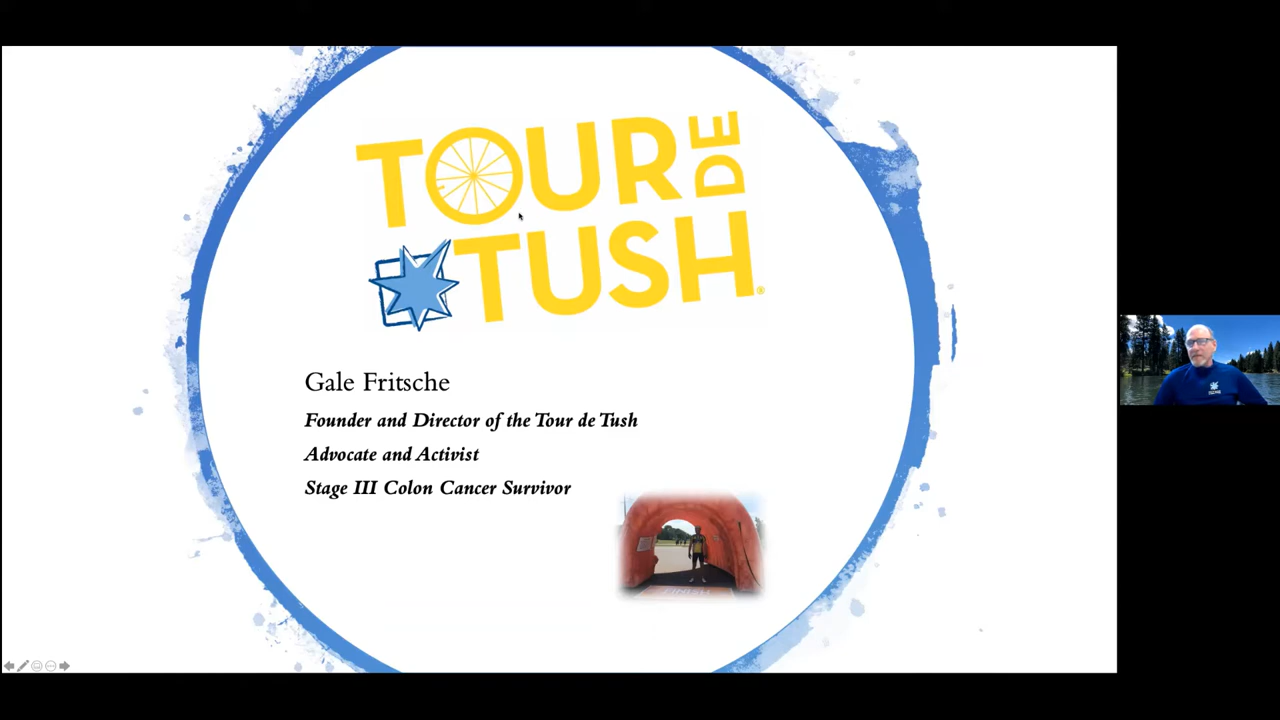 TOUR DE
TUSH®
Gale Fritsche
Founder and Director of the Tour de Tush
Advocate and Activist
Stage III Colon Cancer Survivor
FINISH